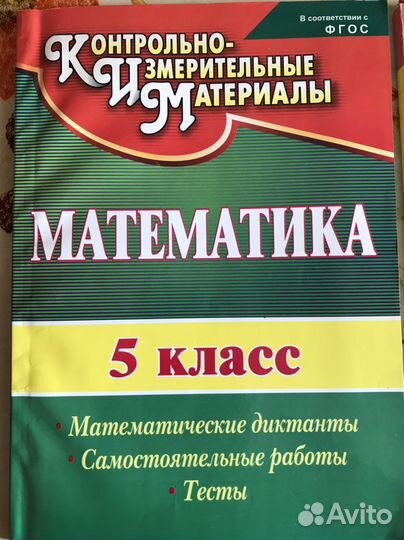 В соответствии с
ФГОС
Контрольно-
Измерительные
Материалы
МАТЕМАТИКА
5 класс
• Математические диктанты
• Самостоятельные работы
• Тесты
Avito